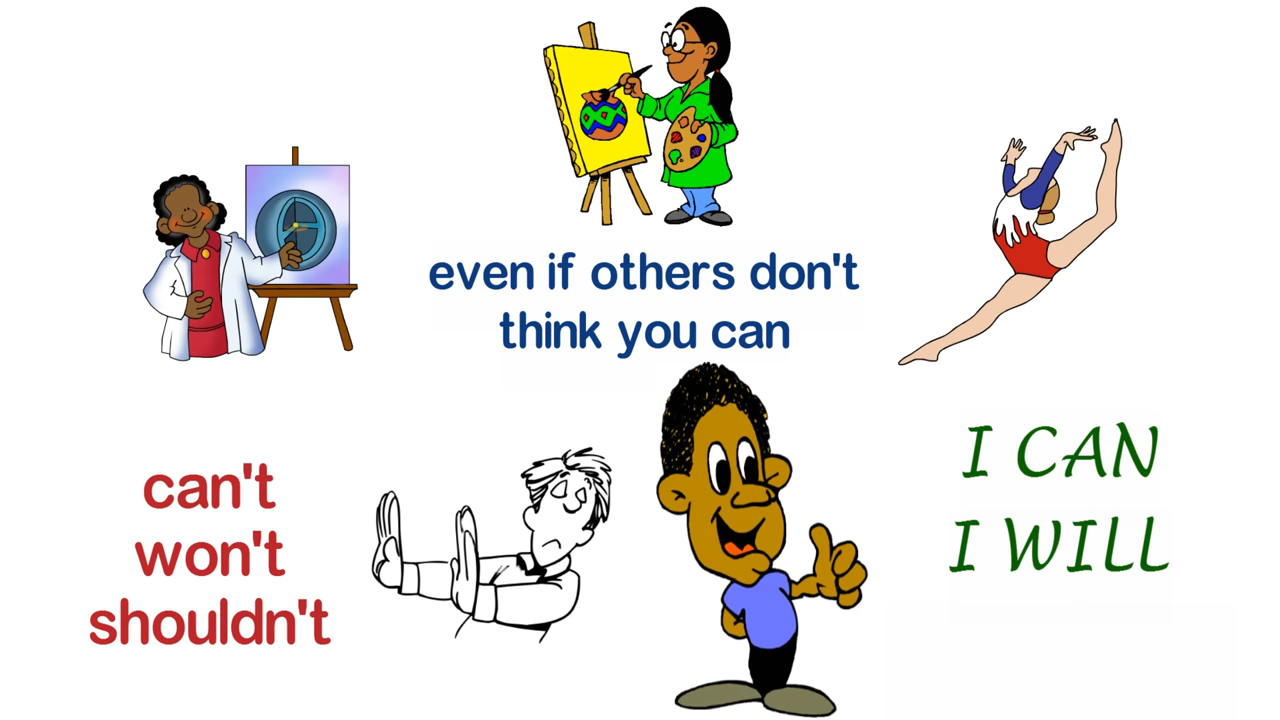 even if others don't
think you can
can't
won't
shouldn't
I CAN
I WILL